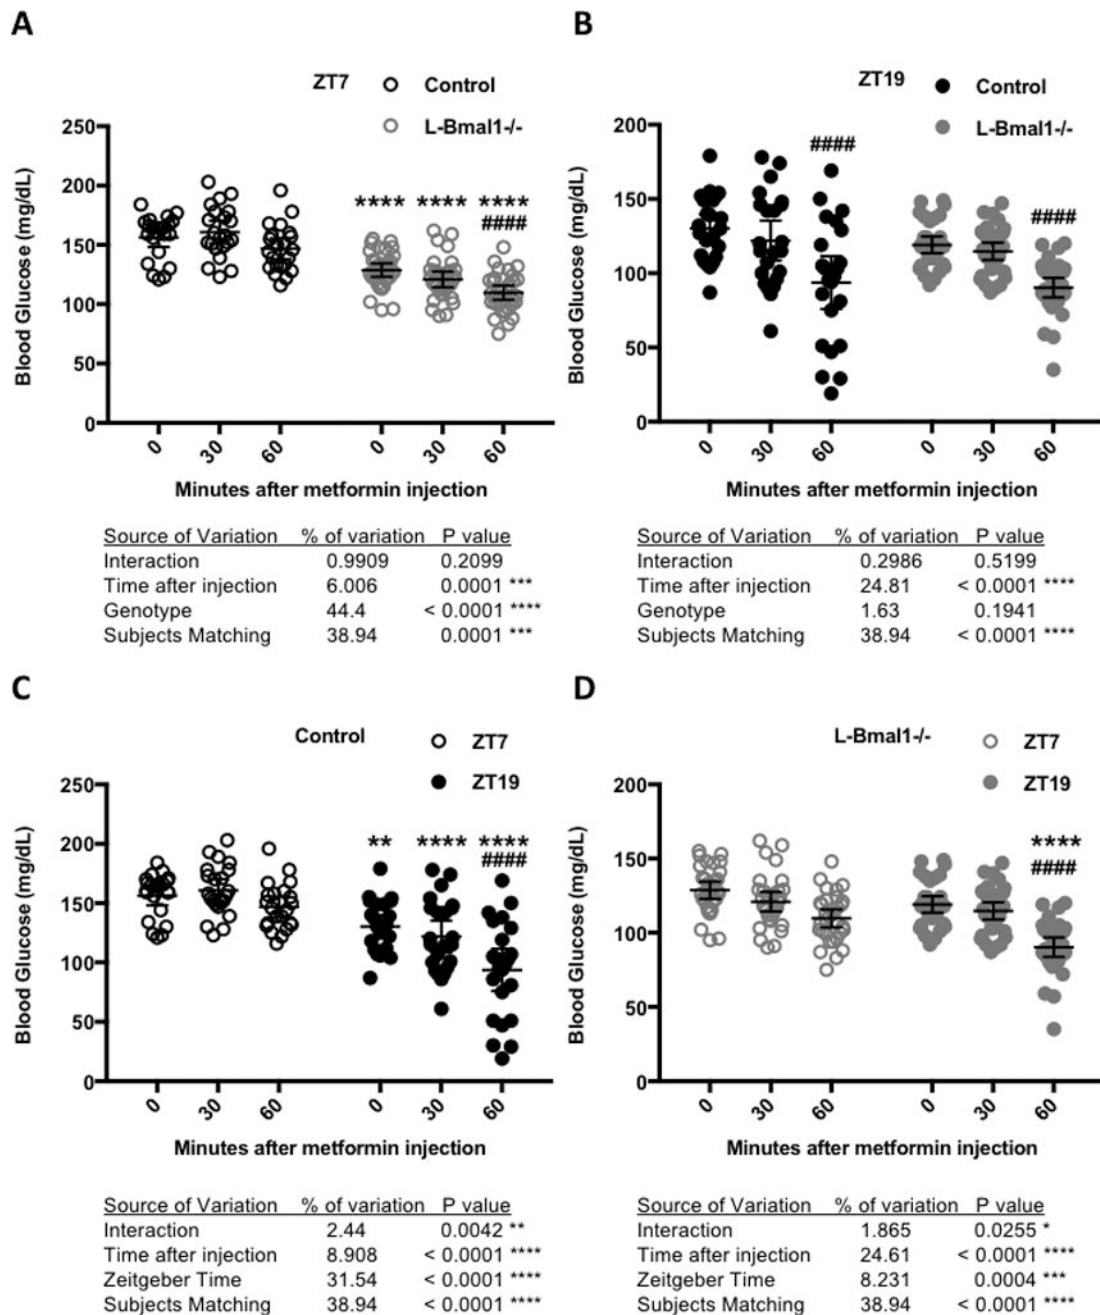 A
ZT7
Control
L-Bmal1-/-
****
****
****
####
250
200
150
100
50
0
Blood Glucose (mg/dL)
0
30
60
0
30
60
Minutes after metformin injection
Source of Variation % of variation P value
Interaction 0.9909 0.2099
Time after injection 6.006 0.0001 ***
Genotype 44.4 < 0.0001 ****
Subjects Matching 38.94 0.0001 ***
B
ZT19
Control
L-Bmal1-/-
####
####
200
150
100
50
0
Blood Glucose (mg/dL)
0
30
60
0
30
60
Minutes after metformin injection
Source of Variation % of variation P value
Interaction 0.2986 0.5199
Time after injection 24.81 < 0.0001 ****
Genotype 1.63 0.1941
Subjects Matching 38.94 < 0.0001 ****
C
Control
ZT7
ZT19
**
****
****
####
250
200
150
100
50
0
Blood Glucose (mg/dL)
0
30
60
0
30
60
Minutes after metformin injection
Source of Variation % of variation P value
Interaction 2.44 0.0042 **
Time after injection 8.908 < 0.0001 ****
Zeitgeber Time 31.54 < 0.0001 ****
Subjects Matching 38.94 < 0.0001 ****
D
L-Bmal1-/-
ZT7
ZT19
****
####
200
150
100
50
0
Blood Glucose (mg/dL)
0
30
60
0
30
60
Minutes after metformin injection
Source of Variation % of variation P value
Interaction 1.865 0.0255 *
Time after injection 24.61 < 0.0001 ****
Zeitgeber Time 8.231 0.0004 ***
Subjects Matching 38.94 < 0.0001 ****